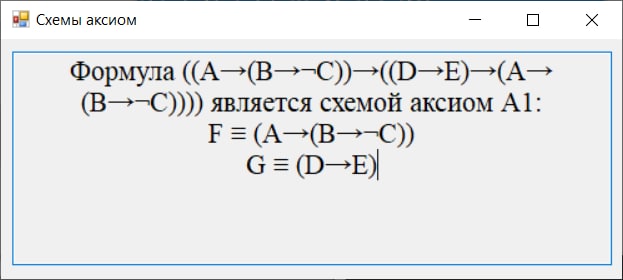 Схемы аксиом
Формула ((A→(B→¬C))→((D→E)→(A→
(B→¬C)))) является схемой аксиом A1:
F ≡ (A→(B→¬C))
G ≡ (D→E)